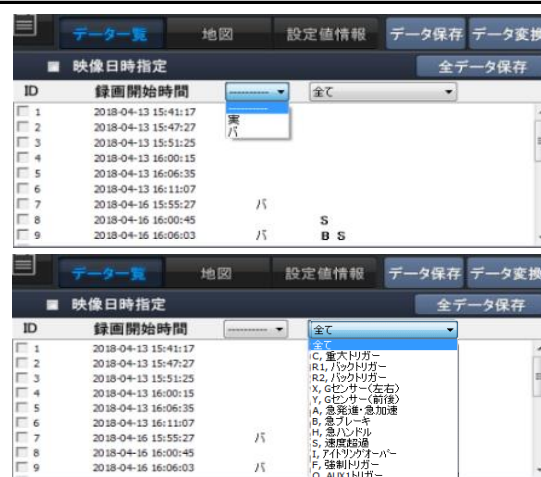 データ一覧 地図 設定値情報 データ保存 データ変換
映像日時指定 全データ保存
ID 録画開始時間 ---------- 全て
1 2018-04-13 15:41:17
2 2018-04-13 15:47:27
3 2018-04-13 15:51:25
4 2018-04-13 16:00:15
5 2018-04-13 16:06:35
6 2018-04-13 16:11:07
7 2018-04-16 15:55:27 バ
8 2018-04-16 16:00:45 S
9 2018-04-16 16:06:03 バ B S
----------
実
バ
データ一覧 地図 設定値情報 データ保存 データ変換
映像日時指定 全データ保存
ID 録画開始時間 ---------- 全て
1 2018-04-13 15:41:17
2 2018-04-13 15:47:27
3 2018-04-13 15:51:25
4 2018-04-13 16:00:15
5 2018-04-13 16:06:35
6 2018-04-13 16:11:07
7 2018-04-16 15:55:27 バ
8 2018-04-16 16:00:45
9 2018-04-16 16:06:03 バ
全て
C, 重大トリガー
R1, バックトリガー
R2, バックトリガー
X, Gセンサー(左右)
Y, Gセンサー(前後)
A, 急発進・急加速
B, 急ブレーキ
H, 急ハンドル
S, 速度超過
I, アイドリングオーバー
F, 強制トリガー
O, AUX1トリガー